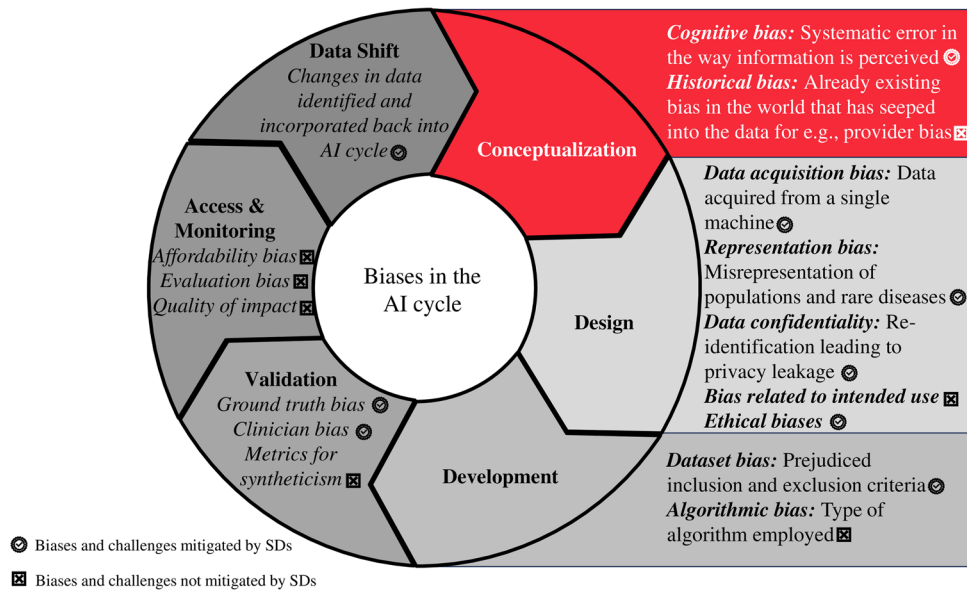 Data Shift
Changes in data
identified and
incorporated back into
AI cycle
Conceptualization
Cognitive bias: Systematic error in
the way information is perceived
Historical bias: Already existing
bias in the world that has seeped
into the data for e.g., provider bias
Data acquisition bias: Data
acquired from a single
machine
Representation bias:
Misrepresentation of
populations and rare diseases
Data confidentiality: Re-
identification leading to
privacy leakage
Bias related to intended use
Ethical biases
Access &
Monitoring
Affordability bias
Evaluation bias
Quality of impact
Biases in the
AI cycle
Design
Validation
Ground truth bias
Clinician bias
Metrics for
syntheticism
Development
Dataset bias: Prejudiced
inclusion and exclusion criteria
Algorithmic bias: Type of
algorithm employed
Biases and challenges mitigated by SDs
Biases and challenges not mitigated by SDs